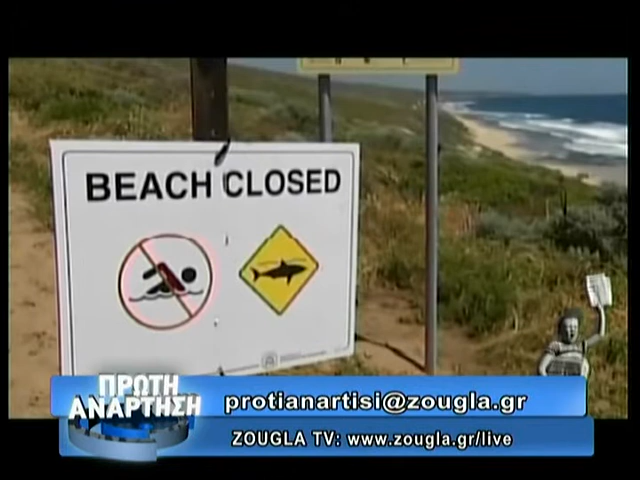 BEACH CLOSED
ΠΡΩΤΗ
ΑΝΑΡΤΗΣΗ
protianartisi@zougla.gr
ZOUGLA TV: www.zougla.gr/live